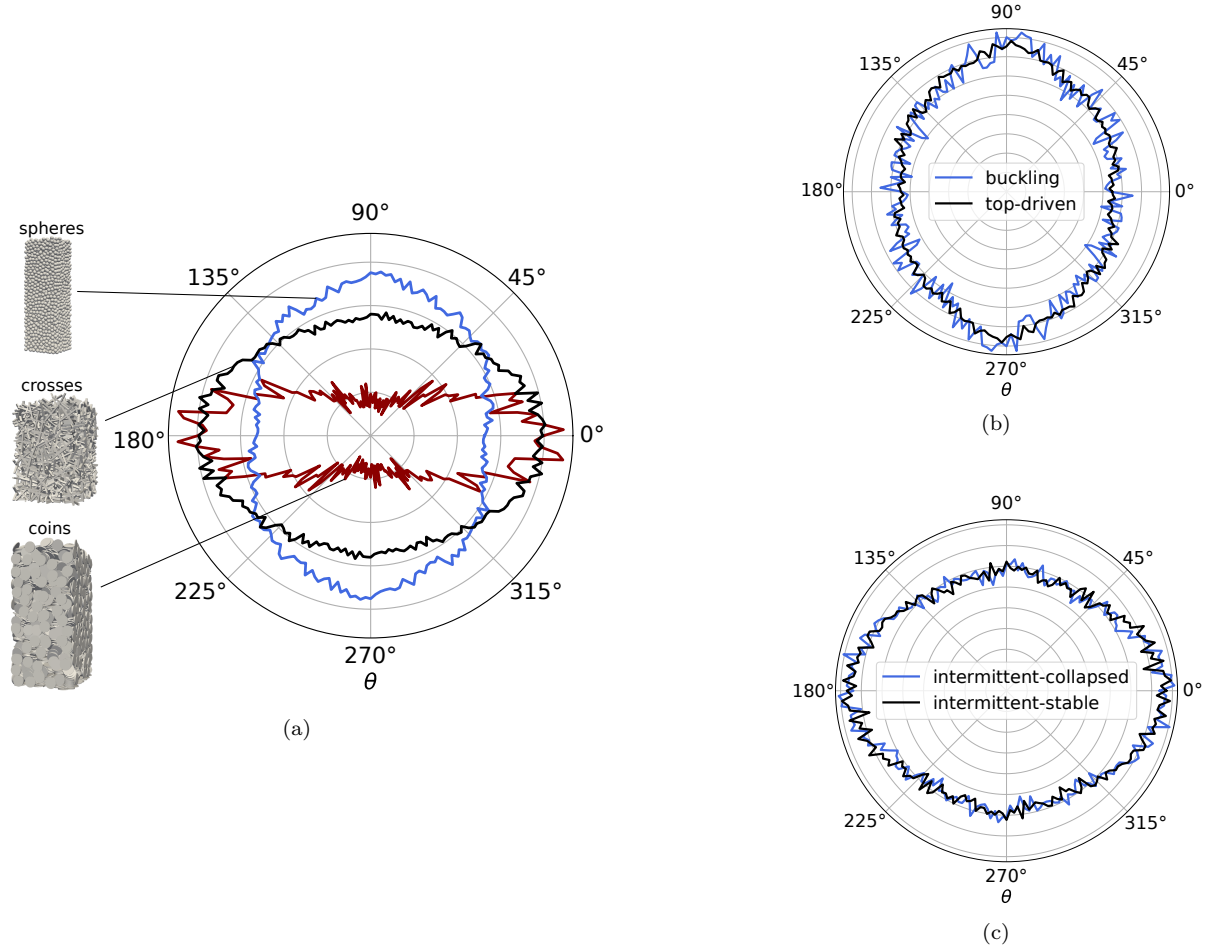 spheres
crosses
coins
90°
135°
45°
180°
0°
225°
315°
270°
θ
(a)
90°
135°
45°
180°
0°
buckling
top-driven
225°
315°
270°
θ
(b)
90°
135°
45°
180°
0°
intermittent-collapsed
intermittent-stable
225°
315°
270°
θ
(c)